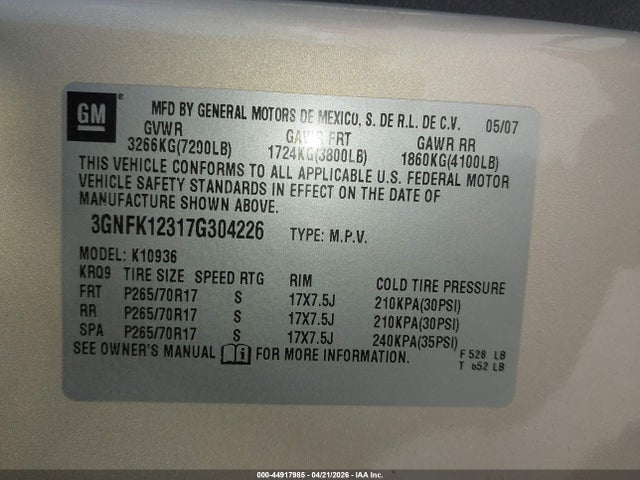 GM ®
MFD BY GENERAL MOTORS DE MEXICO, S. DE R.L. DE C.V. 05/07
GVWR GAWR FRT GAWR RR
3266KG(7200LB) 1724KG(3800LB) 1860KG(4100LB)
THIS VEHICLE CONFORMS TO ALL APPLICABLE U.S. FEDERAL MOTOR
VEHICLE SAFETY STANDARDS IN EFFECT ON THE DATE OF
MANUFACTURE SHOWN ABOVE.
3GNFK12317G304226 TYPE: M.P.V.
MODEL: K10936
KRQ9 TIRE SIZE SPEED RTG RIM COLD TIRE PRESSURE
FRT P265/70R17 S 17X7.5J 210KPA(30PSI)
RR P265/70R17 S 17X7.5J 210KPA(30PSI)
SPA P265/70R17 S 17X7.5J 240KPA(35PSI)
SEE OWNER'S MANUAL i FOR MORE INFORMATION.
F 528 LB
T 652 LB
000-44917985 - 04/21/2026 - IAA Inc.